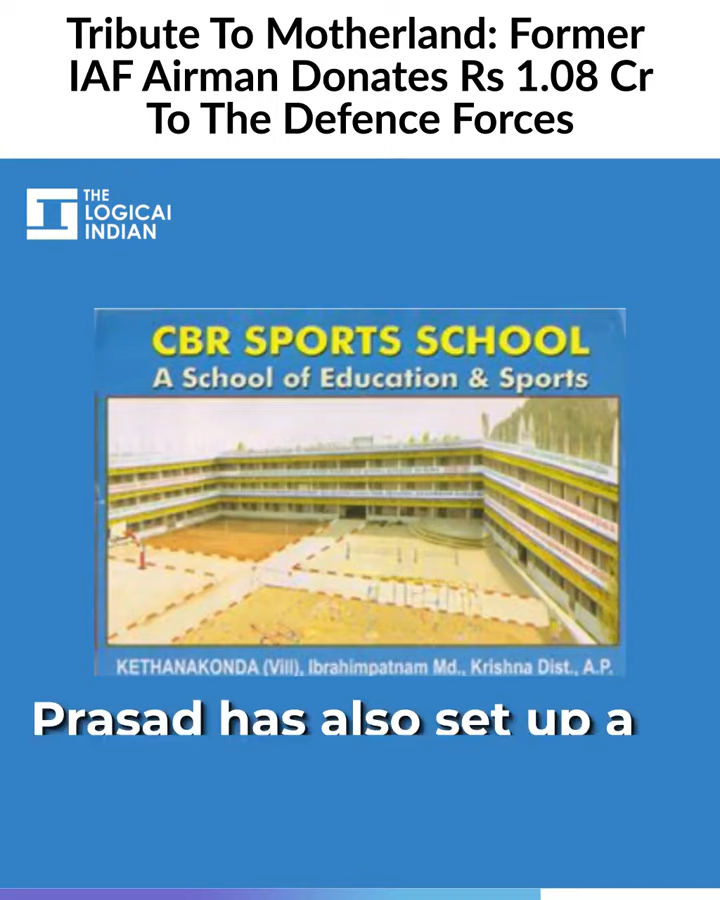 Tribute To Motherland: Former
IAF Airman Donates Rs 1.08 Cr
To The Defence Forces
THE
LOGICAI
INDIAN
CBR SPORTS SCHOOL
A School of Education & Sports
KETHANAKONDA (Vill), Ibrahimpatnam Md., Krishna Dist., A.P.
Prasad has also set up a